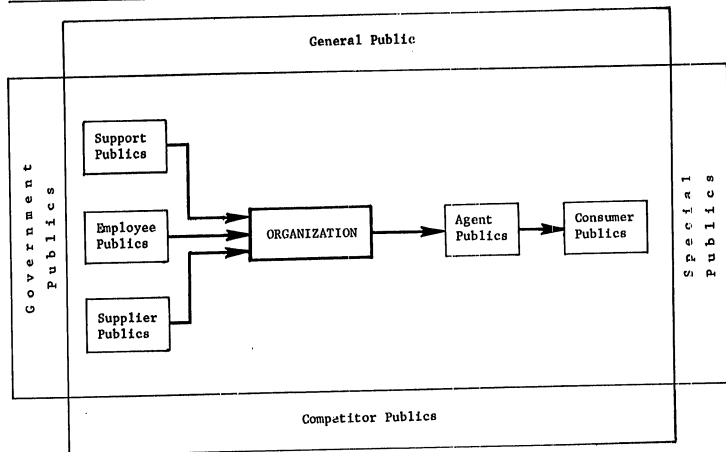 General Public
Government
Publics
Support
Publics
Employee
Publics
Supplier
Publics
ORGANIZATION
Agent
Publics
Consumer
Publics
Special
Publics
Competitor Publics